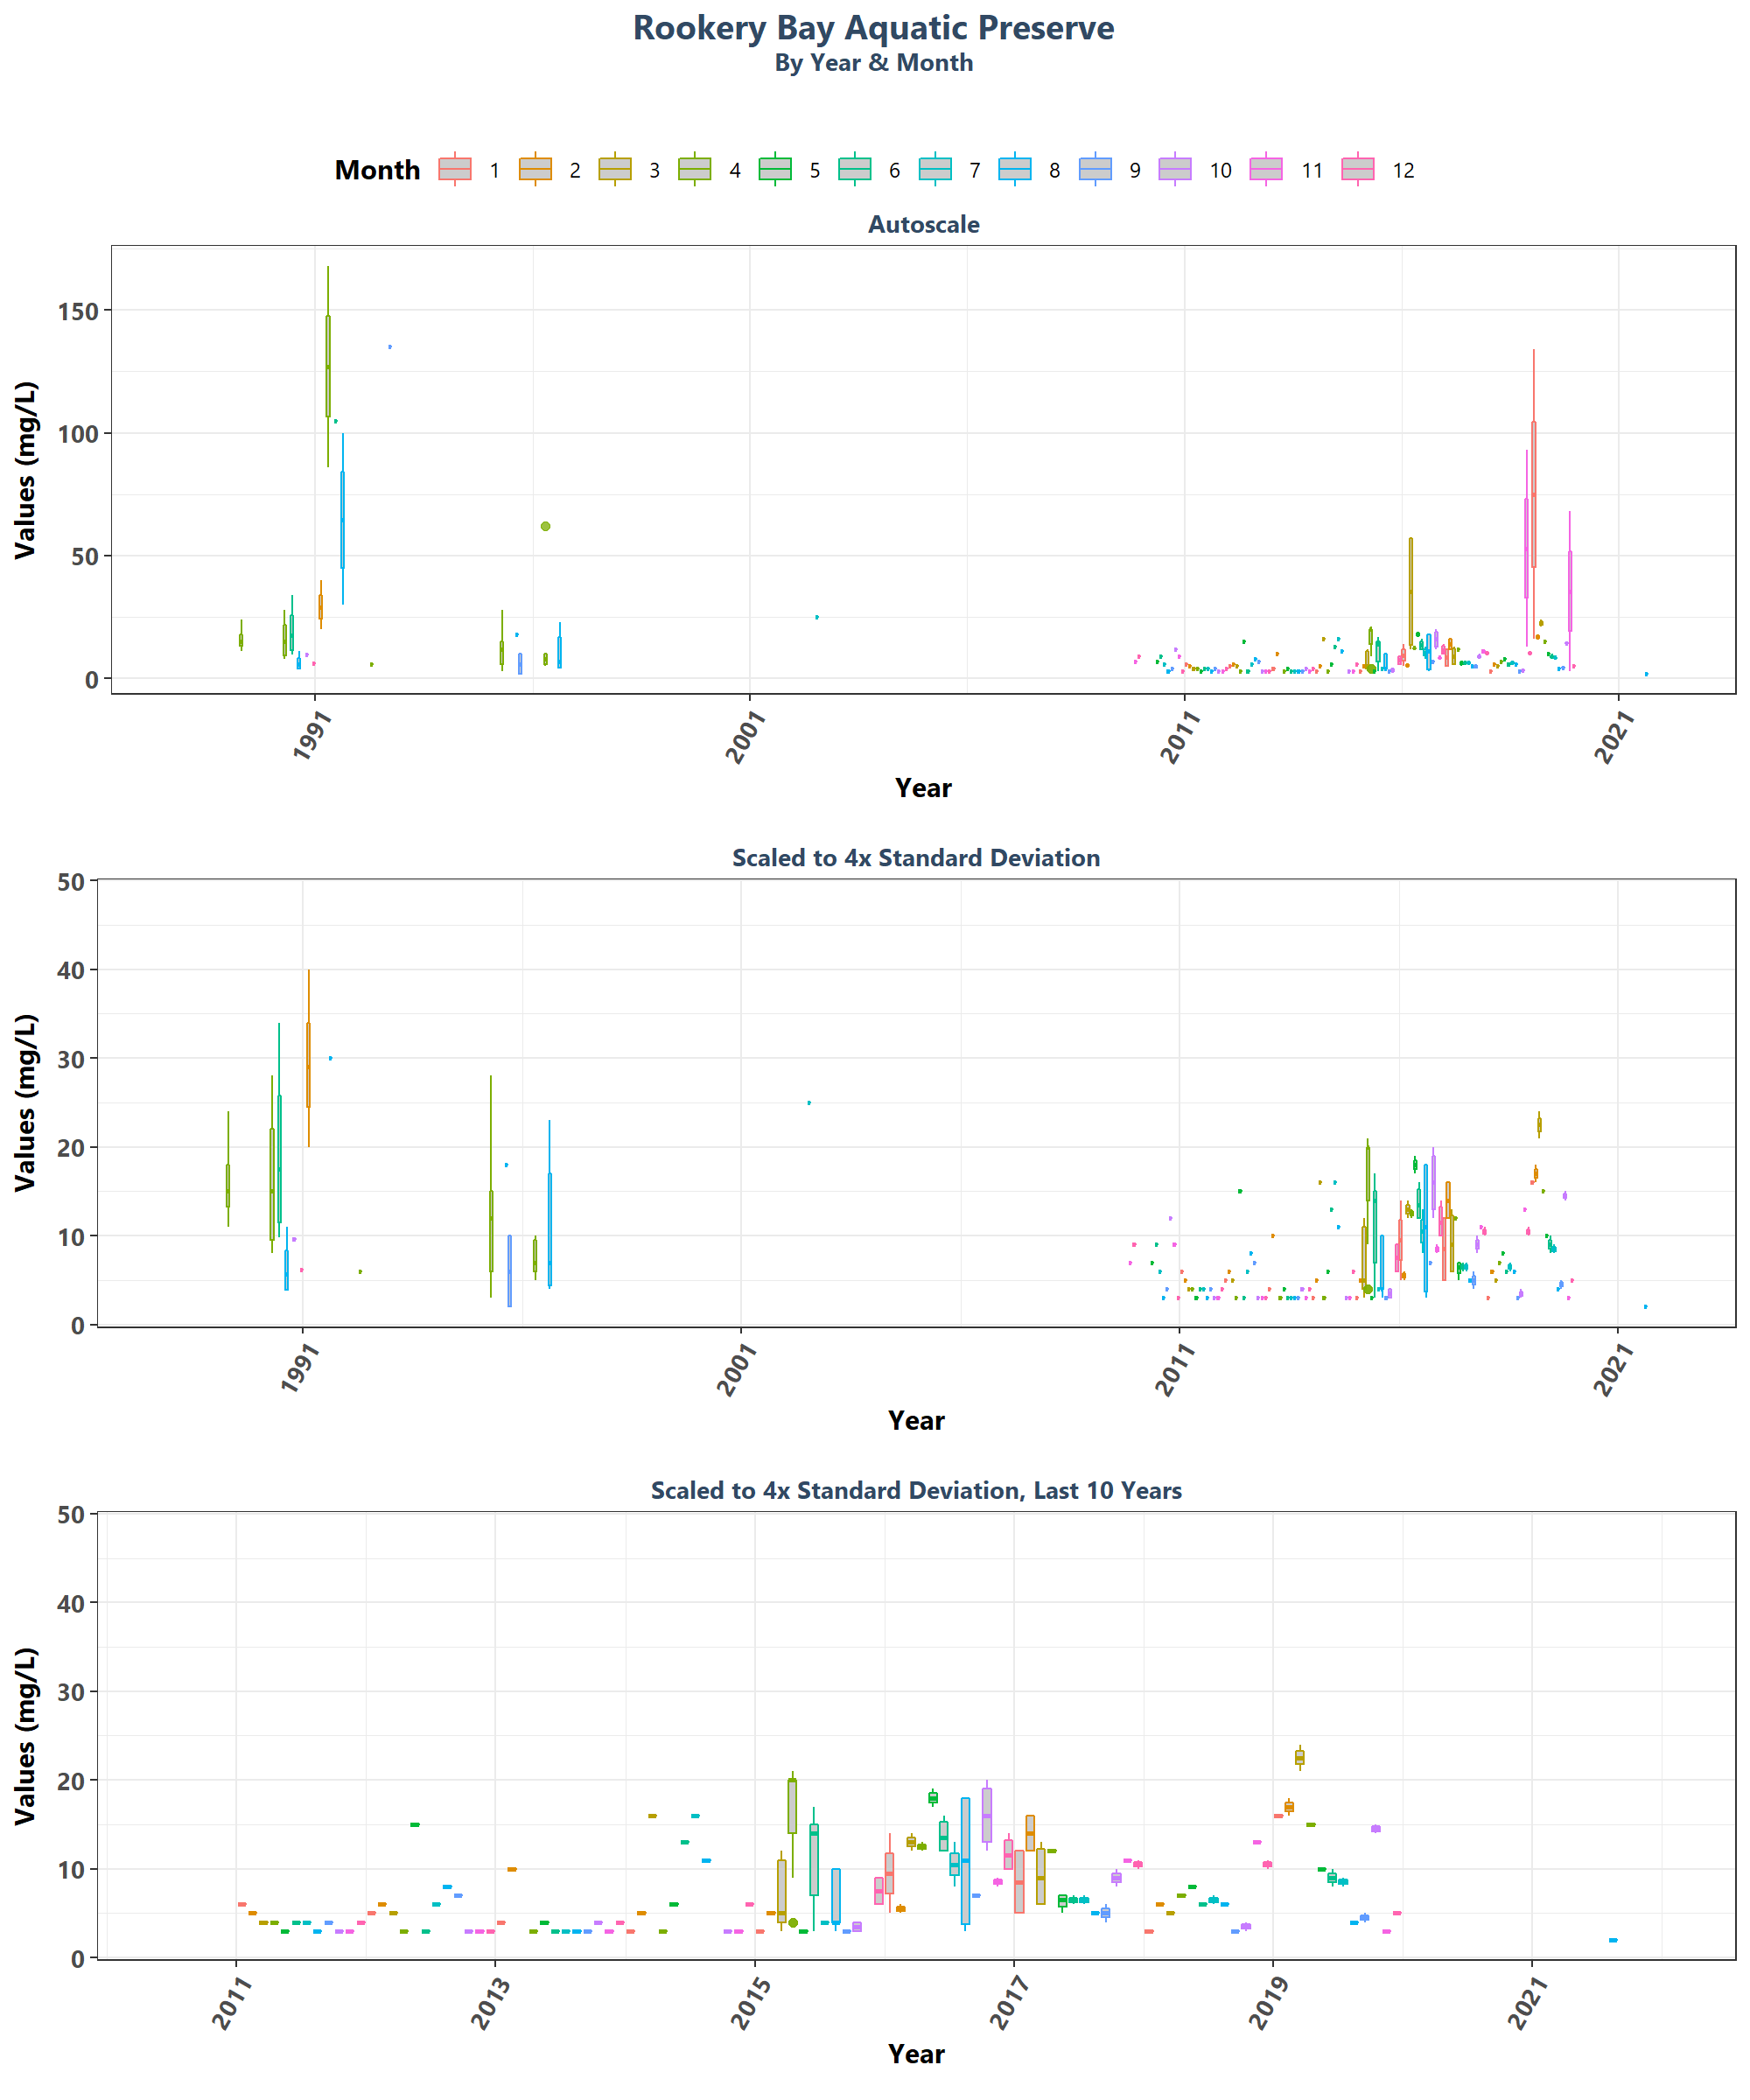 Rookery Bay Aquatic Preserve
By Year & Month
Month 1 2 3 4 5 6 7 8 9 10 11 12
Autoscale
Values (mg/L)
150
100
50
0
1991 2001 2011 2021
Year
Scaled to 4x Standard Deviation
Values (mg/L)
50
40
30
20
10
0
1991 2001 2011 2021
Year
Scaled to 4x Standard Deviation, Last 10 Years
Values (mg/L)
50
40
30
20
10
0
2011 2013 2015 2017 2019 2021
Year